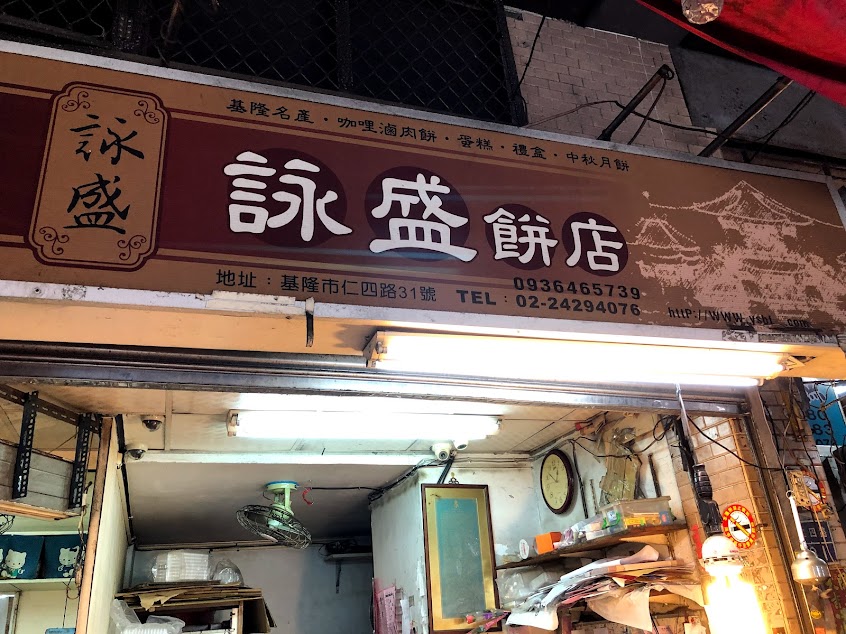 詠盛
基隆名產・咖哩滷肉餅・蛋糕・禮盒・中秋月餅
詠盛餅店
0936465739
地址：基隆市仁四路31號 TEL：02-24294076